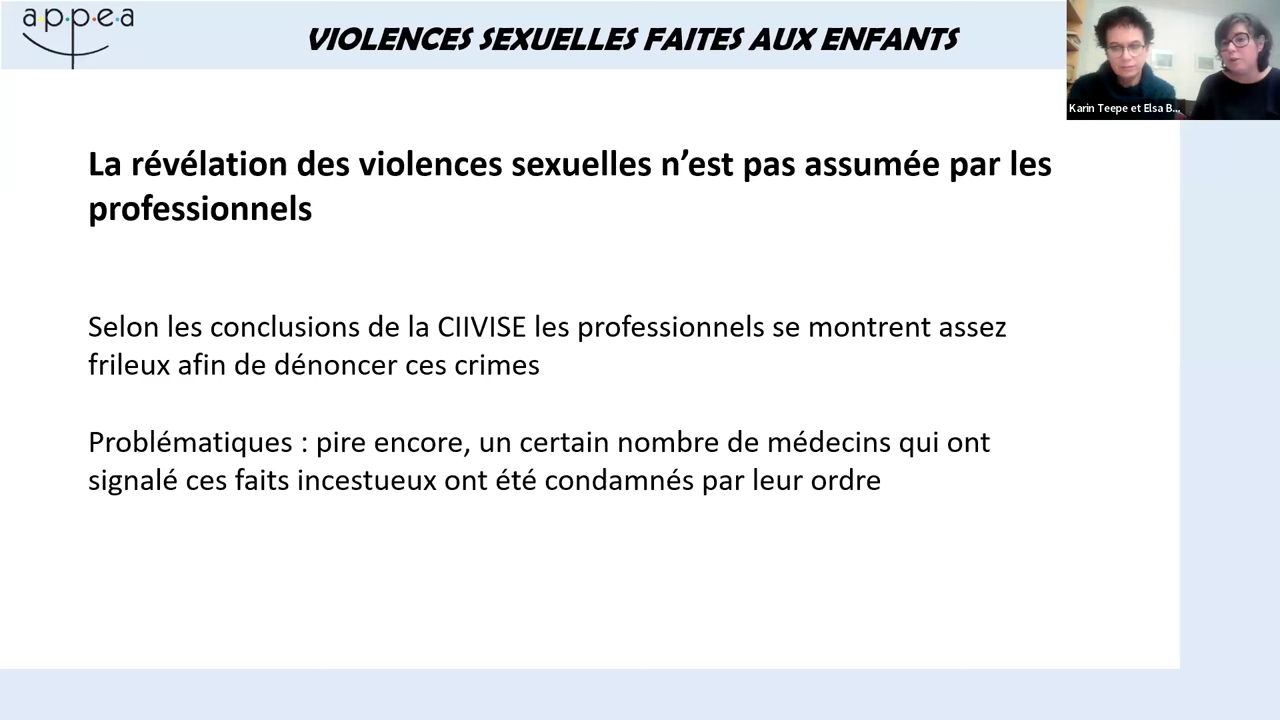 a·p·p·e·a
VIOLENCES SEXUELLES FAITES AUX ENFANTS
Karin Teepe et Elsa B...
La révélation des violences sexuelles n’est pas assumée par les
professionnels
Selon les conclusions de la CIIVISE les professionnels se montrent assez
frileux afin de dénoncer ces crimes
Problématiques : pire encore, un certain nombre de médecins qui ont
signalé ces faits incestueux ont été condamnés par leur ordre